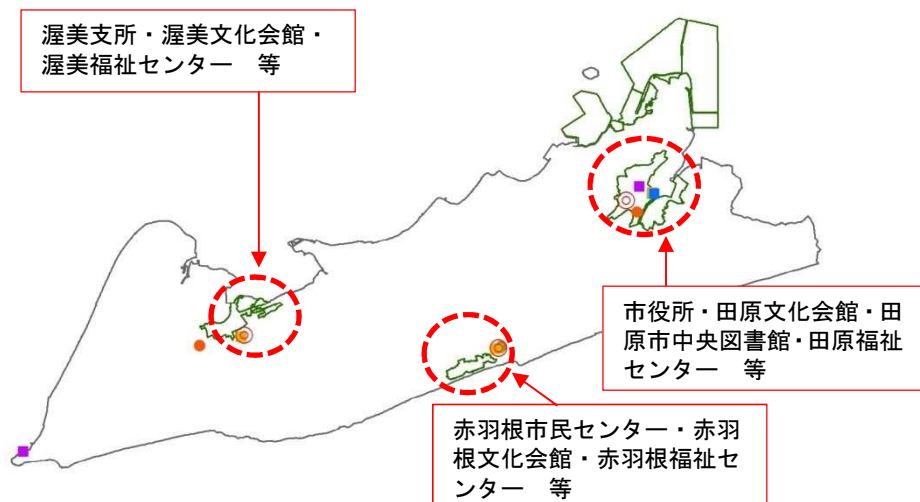 渥美支所・渥美文化会館・
渥美福祉センター　等
市役所・田原文化会館・田
原市中央図書館・田原福祉
センター　等
赤羽根市民センター・赤羽
根文化会館・赤羽根福祉セ
ンター　等